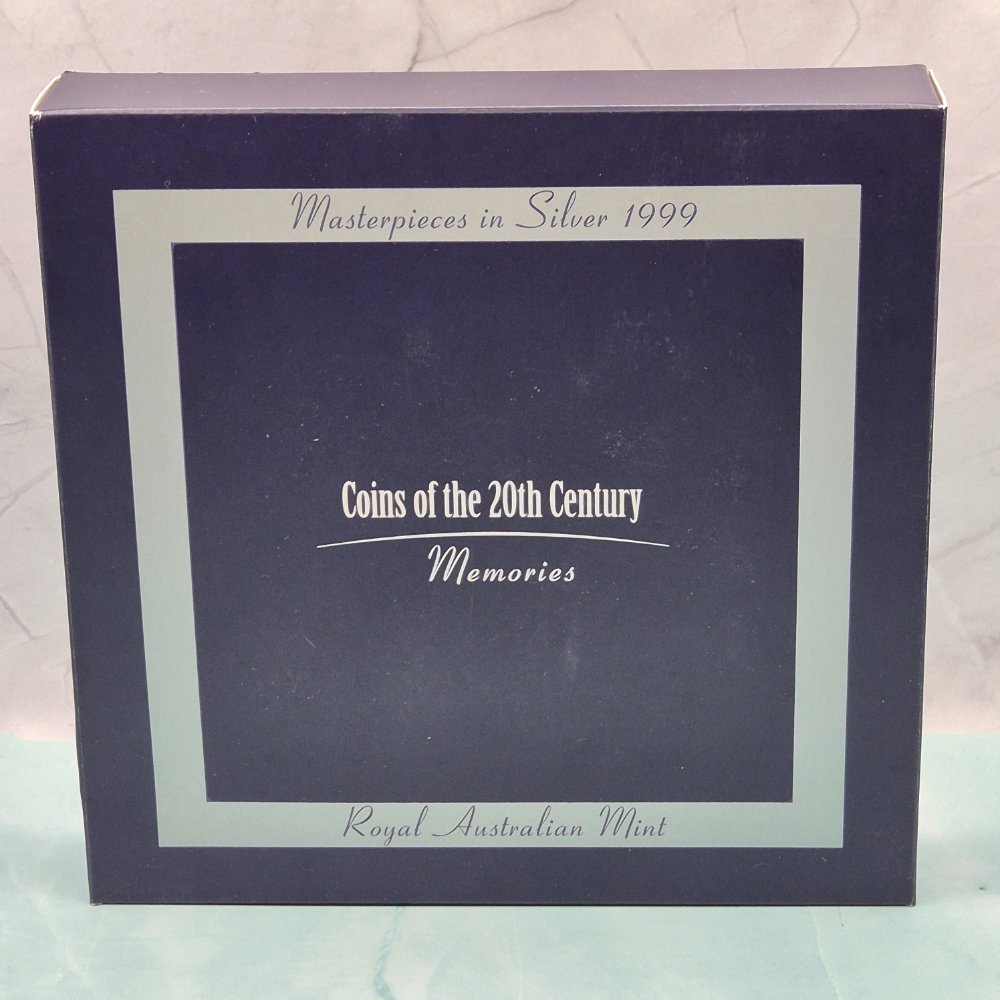 Masterpieces in Silver 1999
Coins of the 20th Century
Memories
Royal Australian Mint